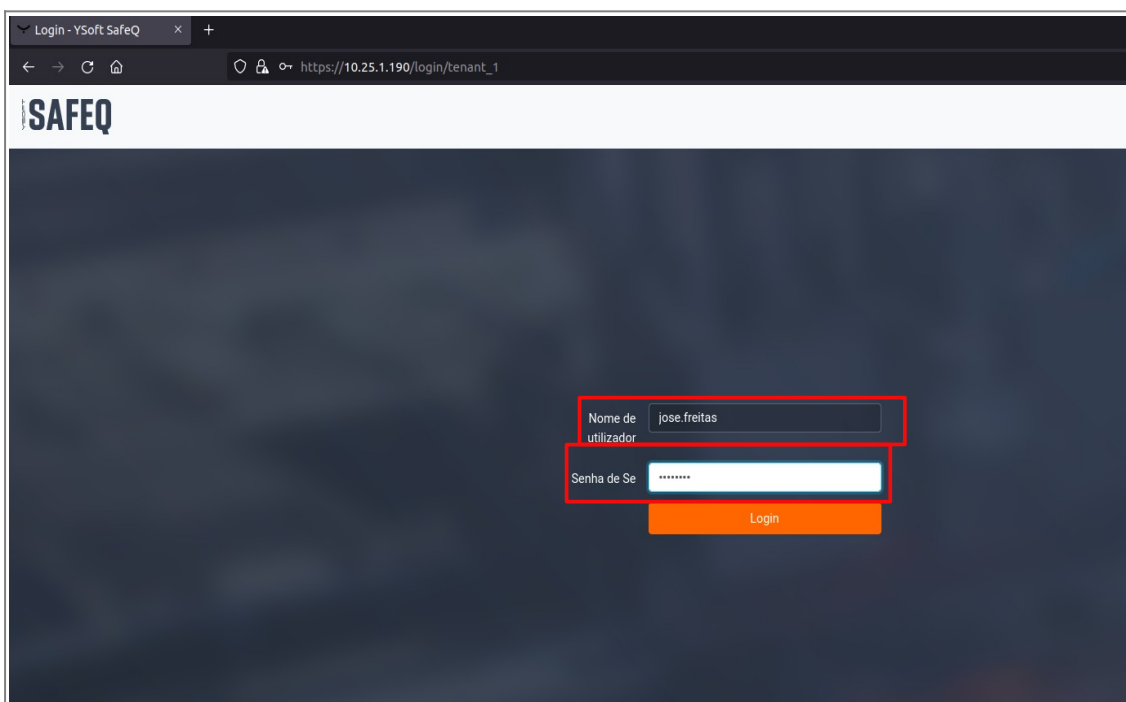 Login - YSoft SafeQ
https://10.25.1.190/login/tenant_1
SAFEQ
Nome de
utilizador
jose.freitas
Senha de Se
••••••••
Login